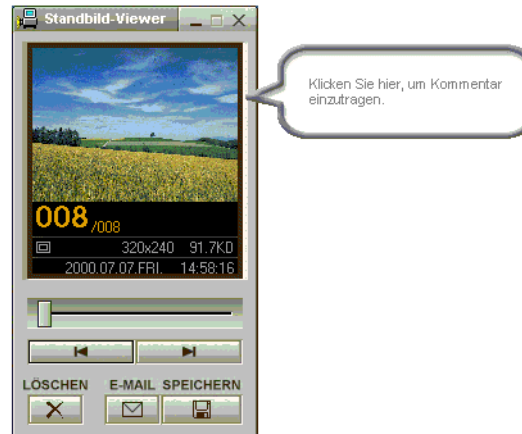 Standbild-Viewer
Klicken Sie hier, um Kommentar
einzutragen.
008/008
320x240 91.7KD
2000.07.07.FRI. 14:58:16
LÖSCHEN E-MAIL SPEICHERN